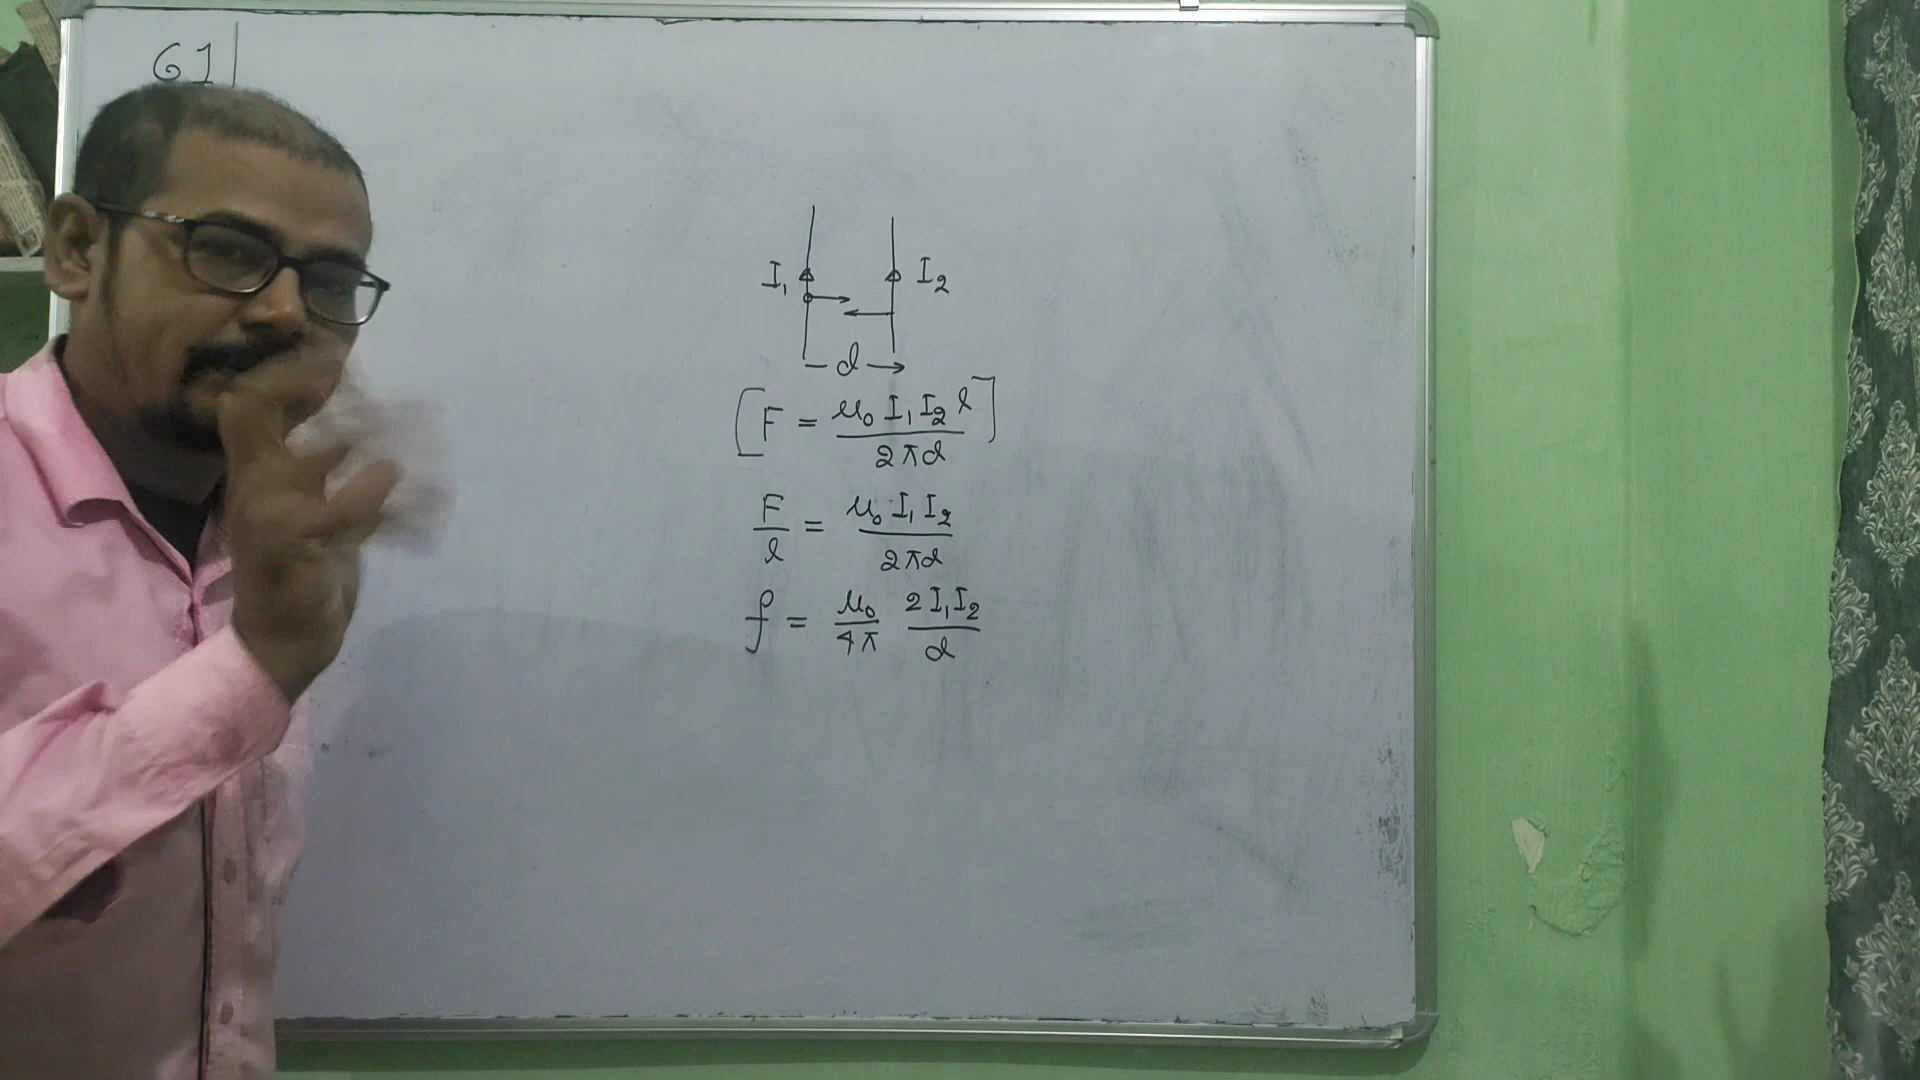 61
I₁ I₂
d
[F = μ₀ I₁ I₂ l / 2πd]
F/l = μ₀ I₁ I₂ / 2πd
f = μ₀/4π 2 I₁ I₂ / d